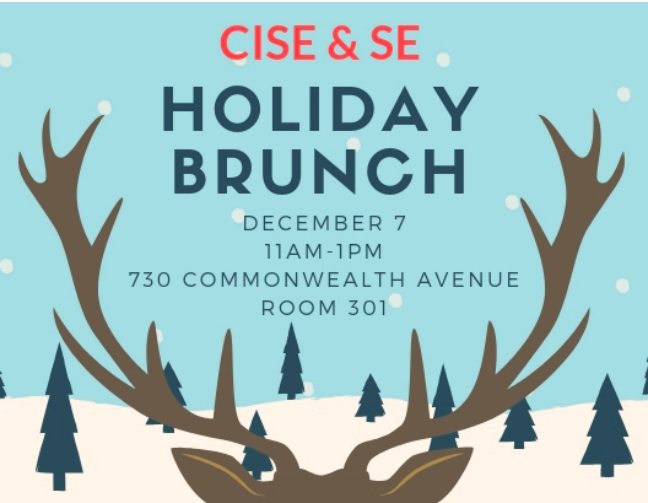 CISE & SE
HOLIDAY
BRUNCH
DECEMBER 7
11AM-1PM
730 COMMONWEALTH AVENUE
ROOM 301